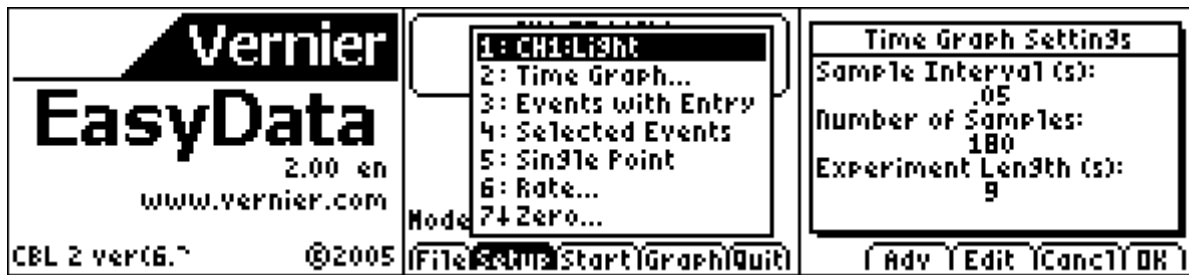 Vernier
EasyData
2.00 en
www.vernier.com
CBL 2 ver(6.
©2005
1: CH1:Light
2: Time Graph...
3: Events with Entry
4: Selected Events
5: Single Point
6: Rate...
7↓Zero...
Mode
File Setup Start Graph Quit
Time Graph Settings
Sample Interval (s):
.05
Number of Samples:
180
Experiment Length (s):
9
Adv Edit Cancl OK